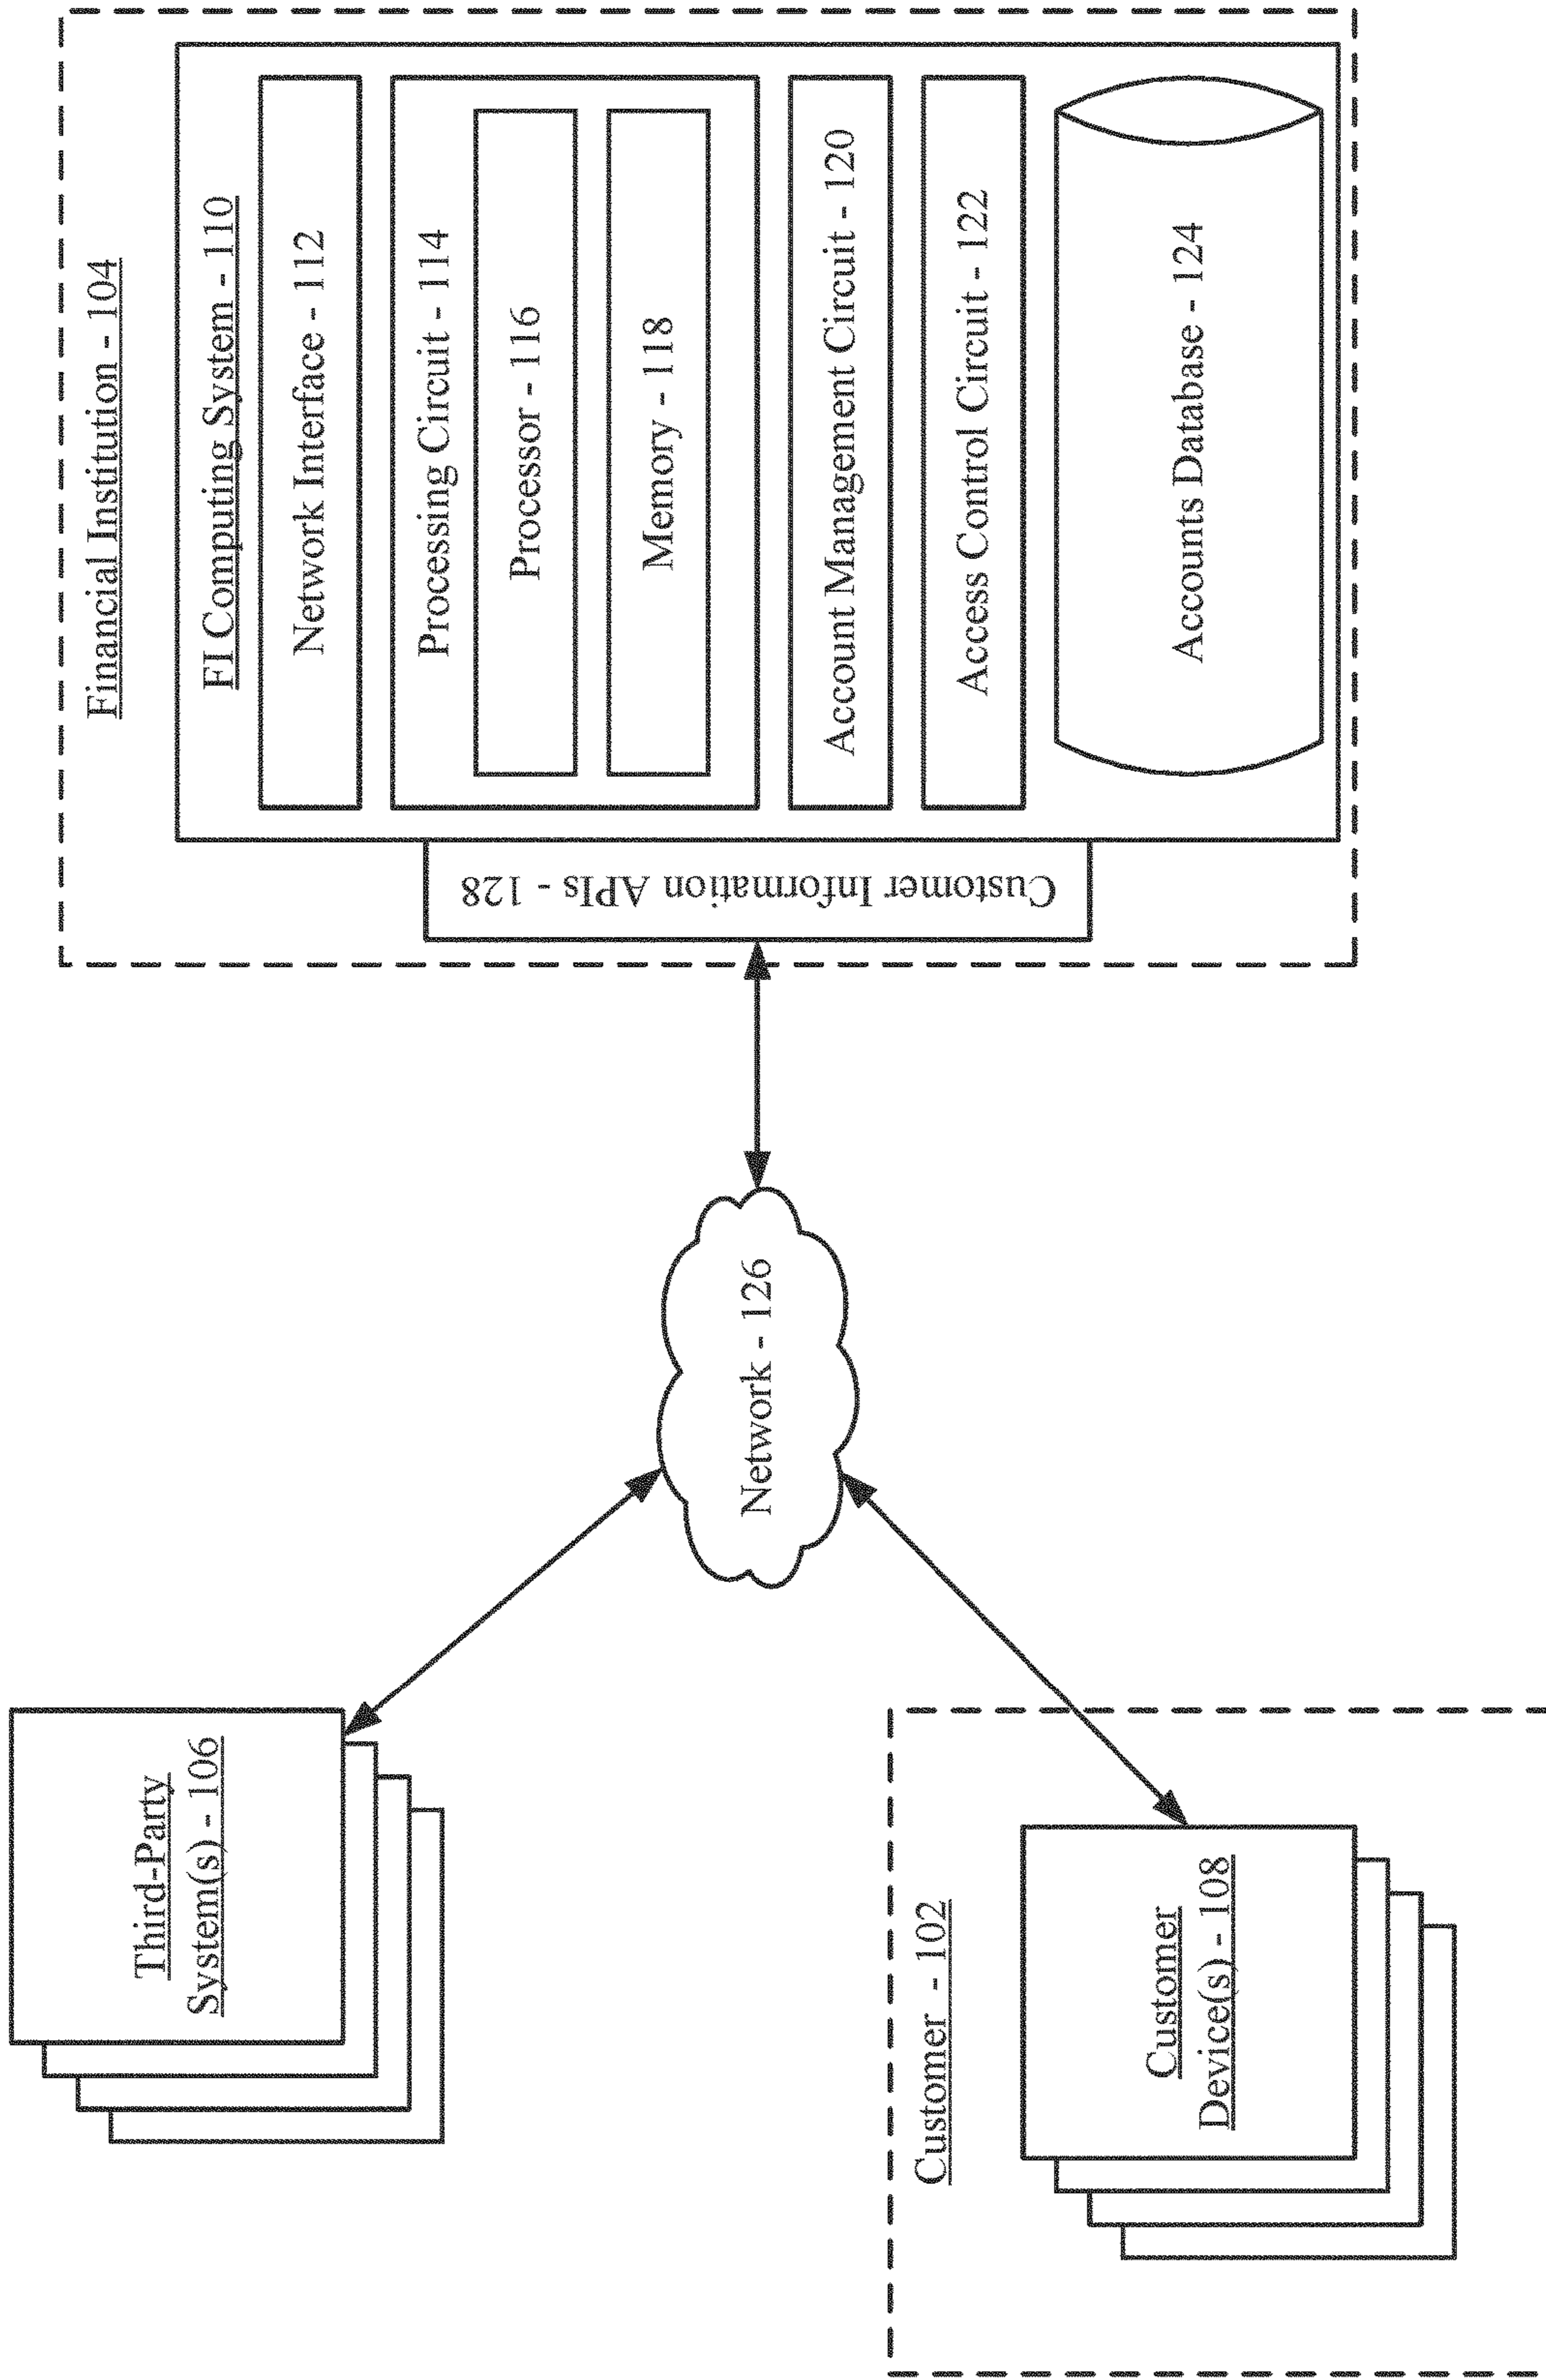 Third-Party
System(s) - 106
Customer - 102
Customer
Device(s) - 108
Network - 126
Customer Information APIs - 128
Financial Institution - 104
FI Computing System - 110
Network Interface - 112
Processing Circuit - 114
Processor - 116
Memory - 118
Account Management Circuit - 120
Access Control Circuit - 122
Accounts Database - 124